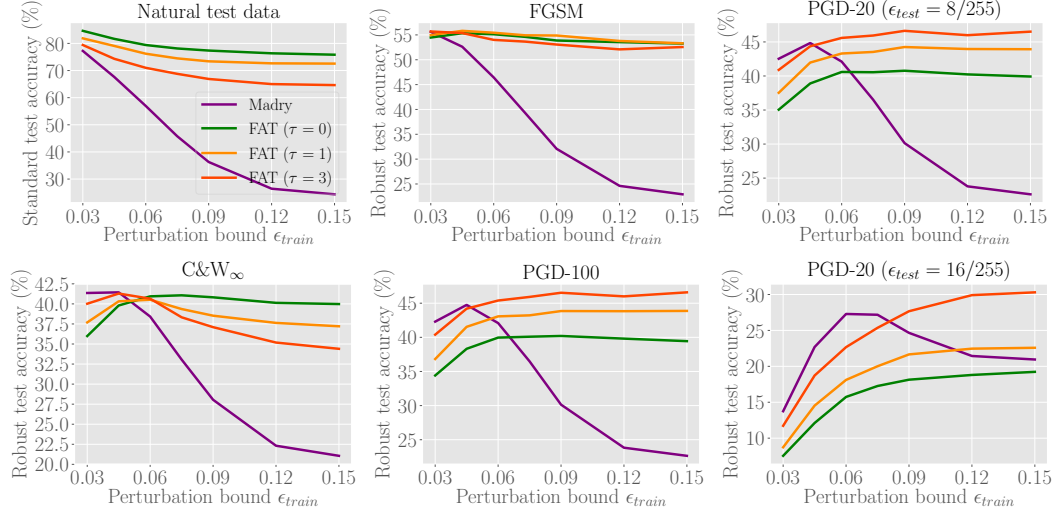 Natural test data
Standard test accuracy (%)
80
70
60
50
40
30
Madry
FAT (τ = 0)
FAT (τ = 1)
FAT (τ = 3)
0.03 0.06 0.09 0.12 0.15
Perturbation bound ϵtrain
FGSM
Robust test accuracy (%)
55
50
45
40
35
30
25
0.03 0.06 0.09 0.12 0.15
Perturbation bound ϵtrain
PGD-20 (ϵtest = 8/255)
Robust test accuracy (%)
45
40
35
30
25
0.03 0.06 0.09 0.12 0.15
Perturbation bound ϵtrain
C&W∞
Robust test accuracy (%)
42.5
40.0
37.5
35.0
32.5
30.0
27.5
25.0
22.5
20.0
0.03 0.06 0.09 0.12 0.15
Perturbation bound ϵtrain
PGD-100
Robust test accuracy (%)
45
40
35
30
25
0.03 0.06 0.09 0.12 0.15
Perturbation bound ϵtrain
PGD-20 (ϵtest = 16/255)
Robust test accuracy (%)
30
25
20
15
10
0.03 0.06 0.09 0.12 0.15
Perturbation bound ϵtrain